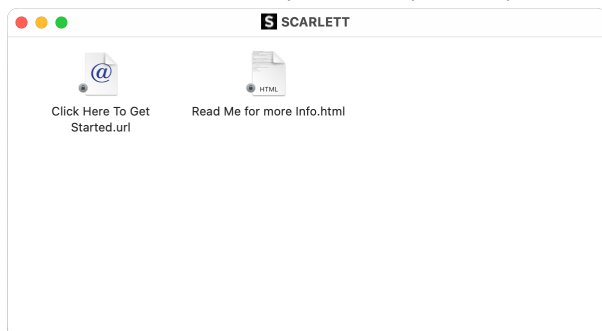 S SCARLETT
@
HTML
Click Here To Get
Started.url
Read Me for more Info.html